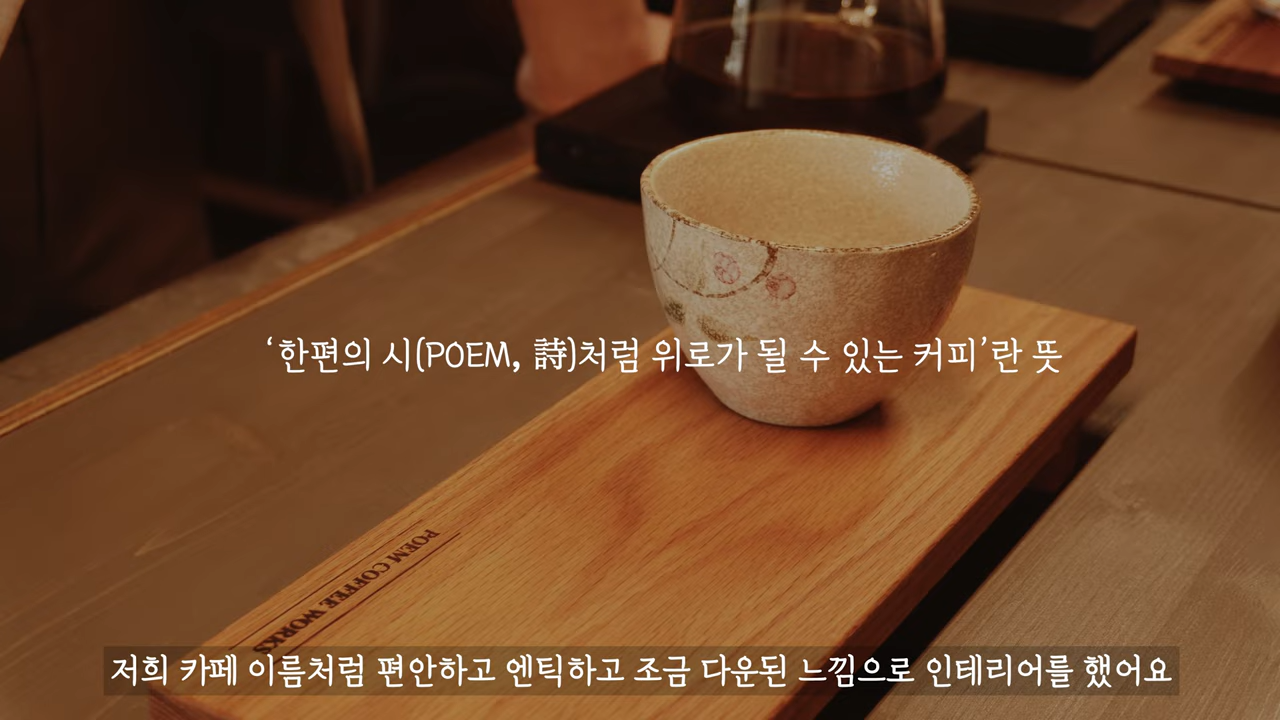 ‘한편의 시(POEM, 詩)처럼 위로가 될 수 있는 커피’란 뜻
POEM COFFEE WORKS
저희 카페 이름처럼 편안하고 엔틱하고 조금 다운된 느낌으로 인테리어를 했어요